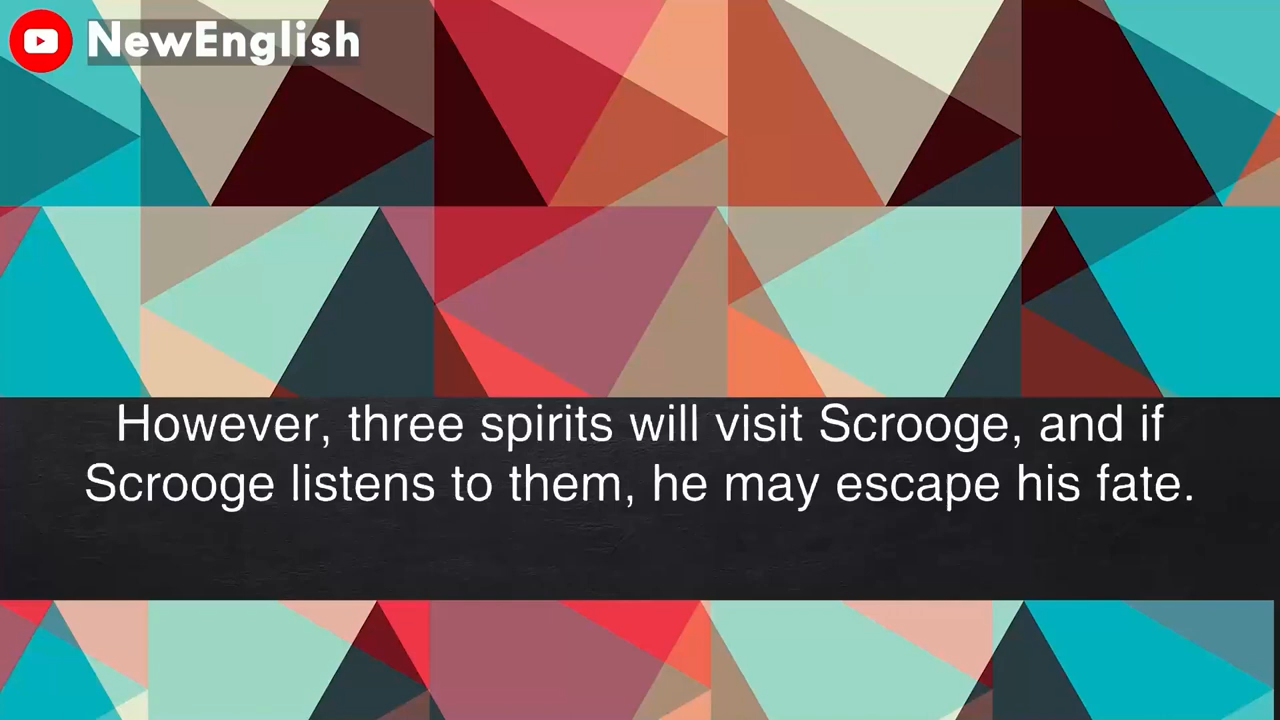 NewEnglish
However, three spirits will visit Scrooge, and if
Scrooge listens to them, he may escape his fate.